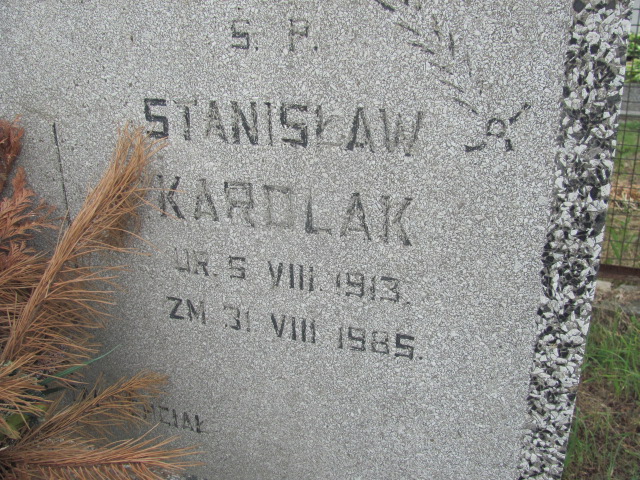 Ś. P.
STANISŁAW
KAROLAK
UR. 5 VIII 1913.
ZM 31 VIII 1985.